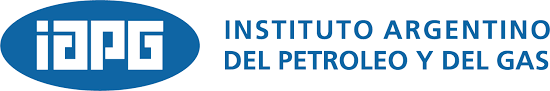 iapg
INSTITUTO ARGENTINO
DEL PETROLEO Y DEL GAS